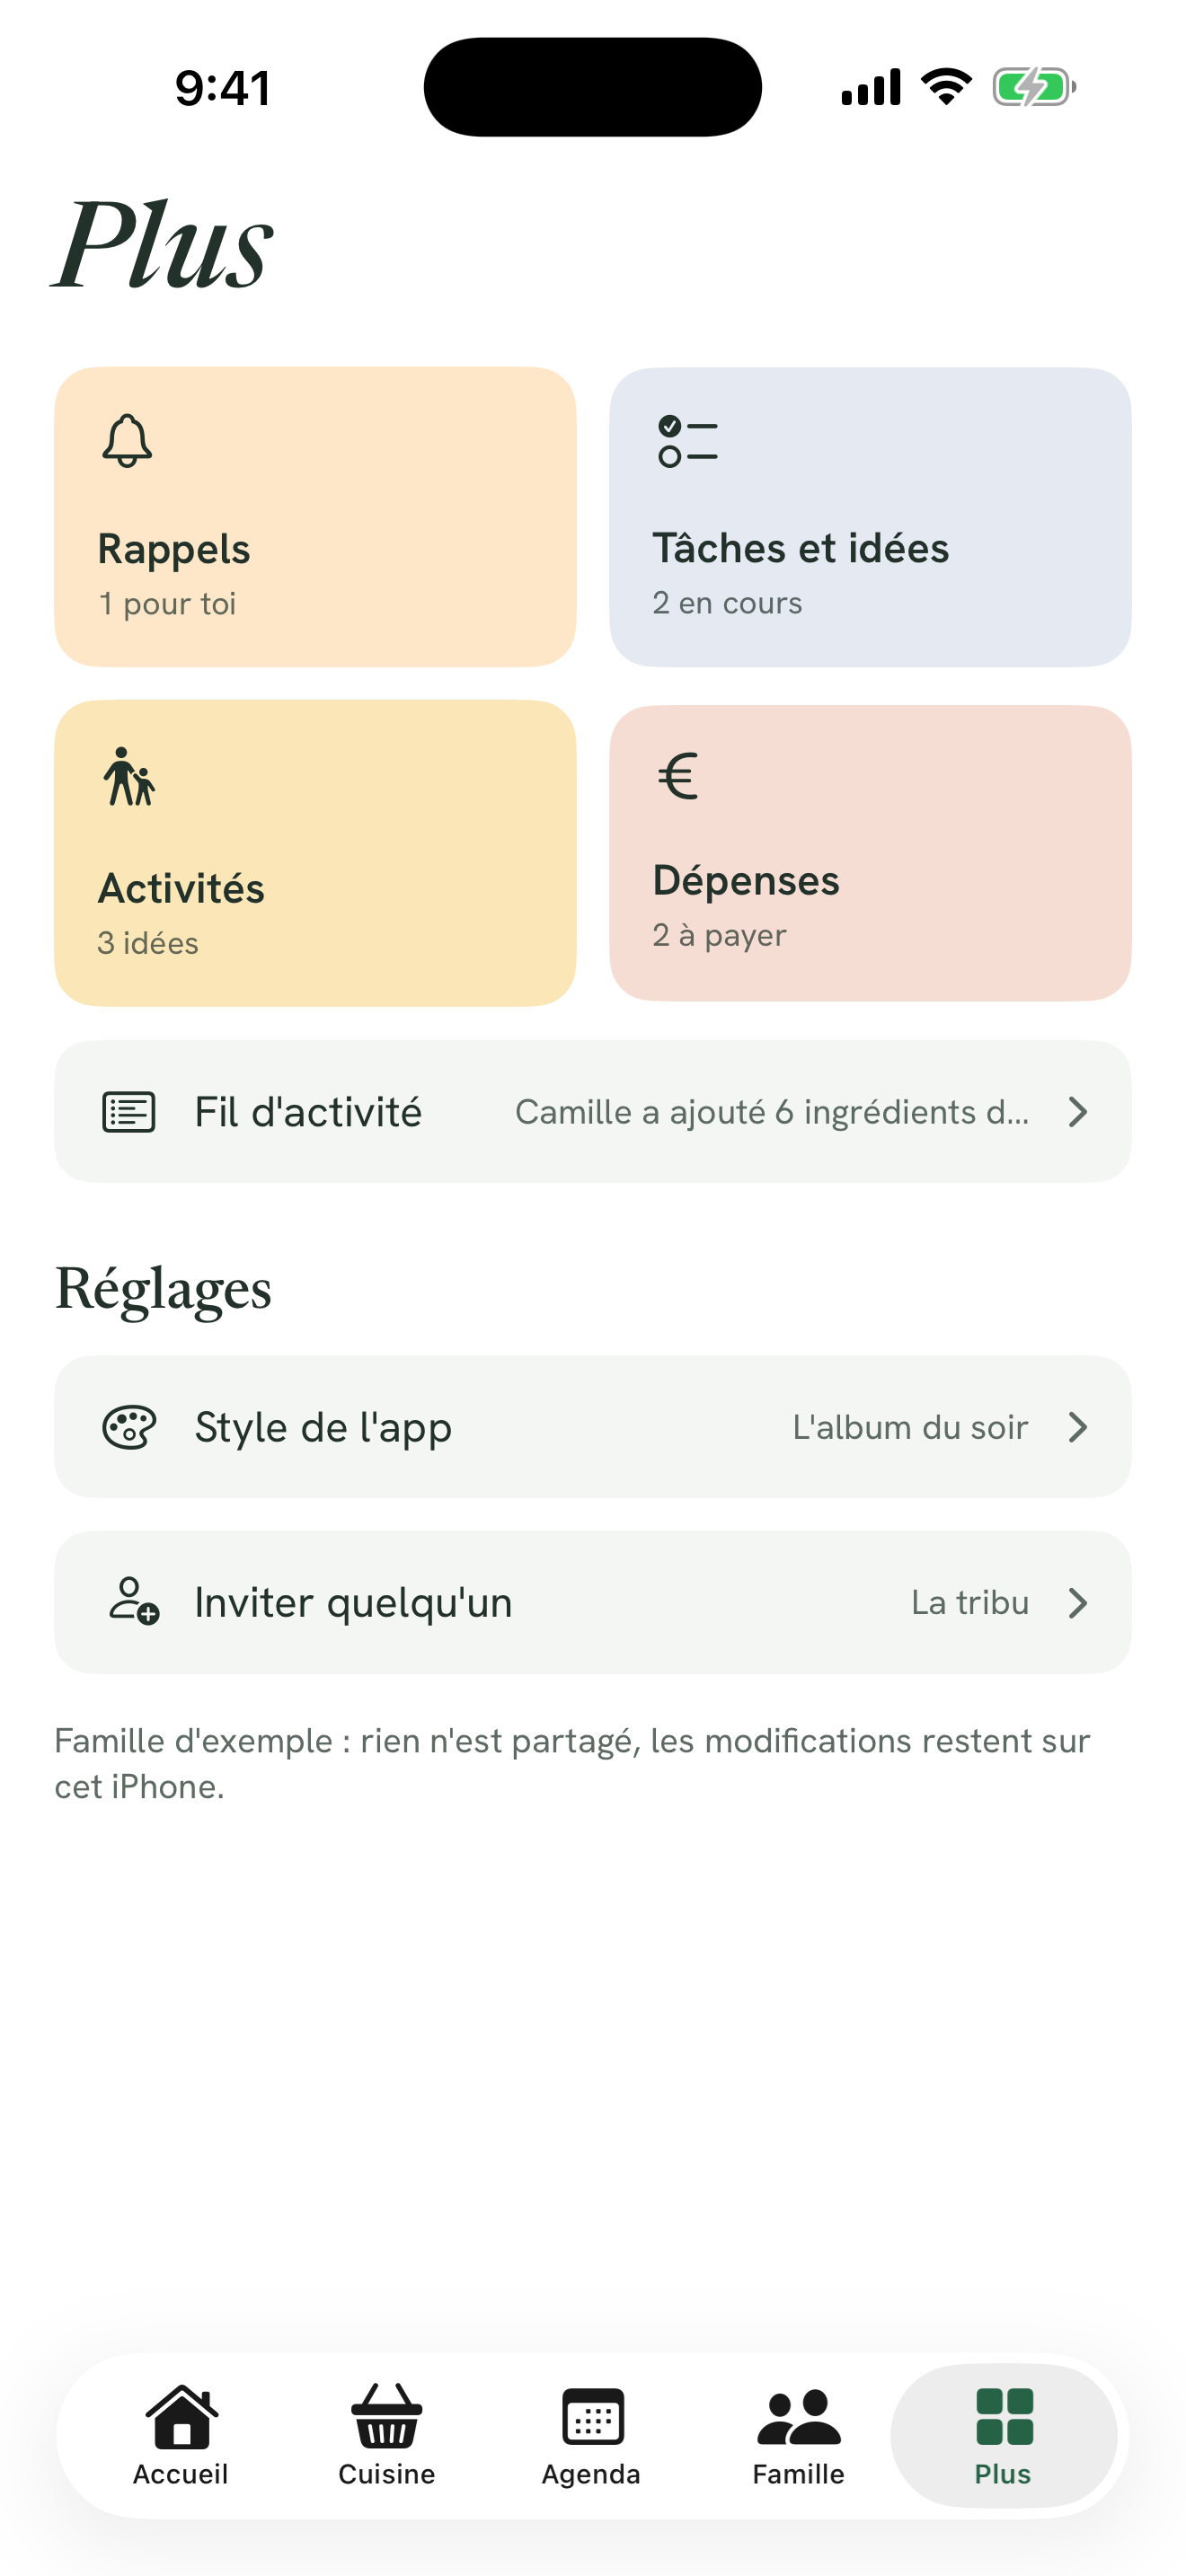 9:41
Plus
Rappels
1 pour toi
Tâches et idées
2 en cours
Activités
3 idées
€
Dépenses
2 à payer
Fil d'activité
Camille a ajouté 6 ingrédients d...
Réglages
Style de l'app
L'album du soir
Inviter quelqu'un
La tribu
Famille d'exemple : rien n'est partagé, les modifications restent sur
cet iPhone.
Accueil
Cuisine
Agenda
Famille
Plus